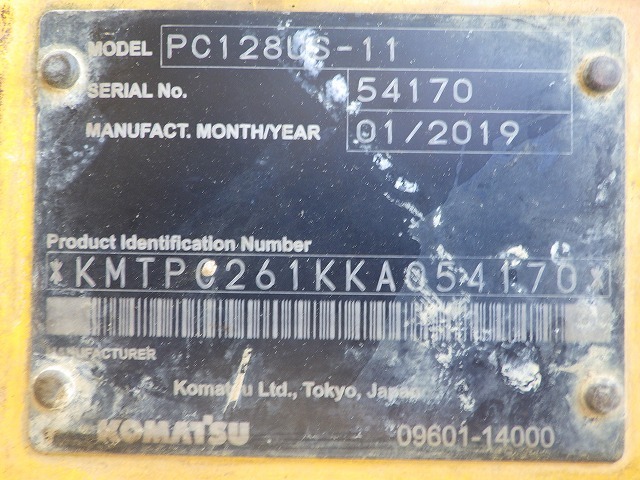 MODEL PC128US-11
SERIAL No. 54170
MANUFACT. MONTH/YEAR 01/2019
Product Identification Number
*KMTPC261KKA054170*
MANUFACTURER
Komatsu Ltd., Tokyo, Japan
KOMATSU 09601-14000